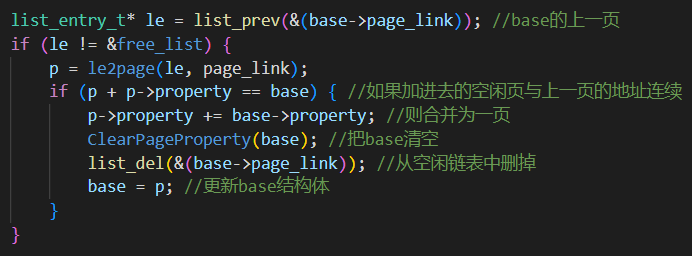 list_entry_t* le = list_prev(&(base->page_link)); //base的上一页
if (le != &free_list) {
    p = le2page(le, page_link);
    if (p + p->property == base) { //如果加进去的空闲页与上一页的地址连续
        p->property += base->property; //则合并为一页
        ClearPageProperty(base); //把base清空
        list_del(&(base->page_link)); //从空闲链表中删掉
        base = p; //更新base结构体
    }
}